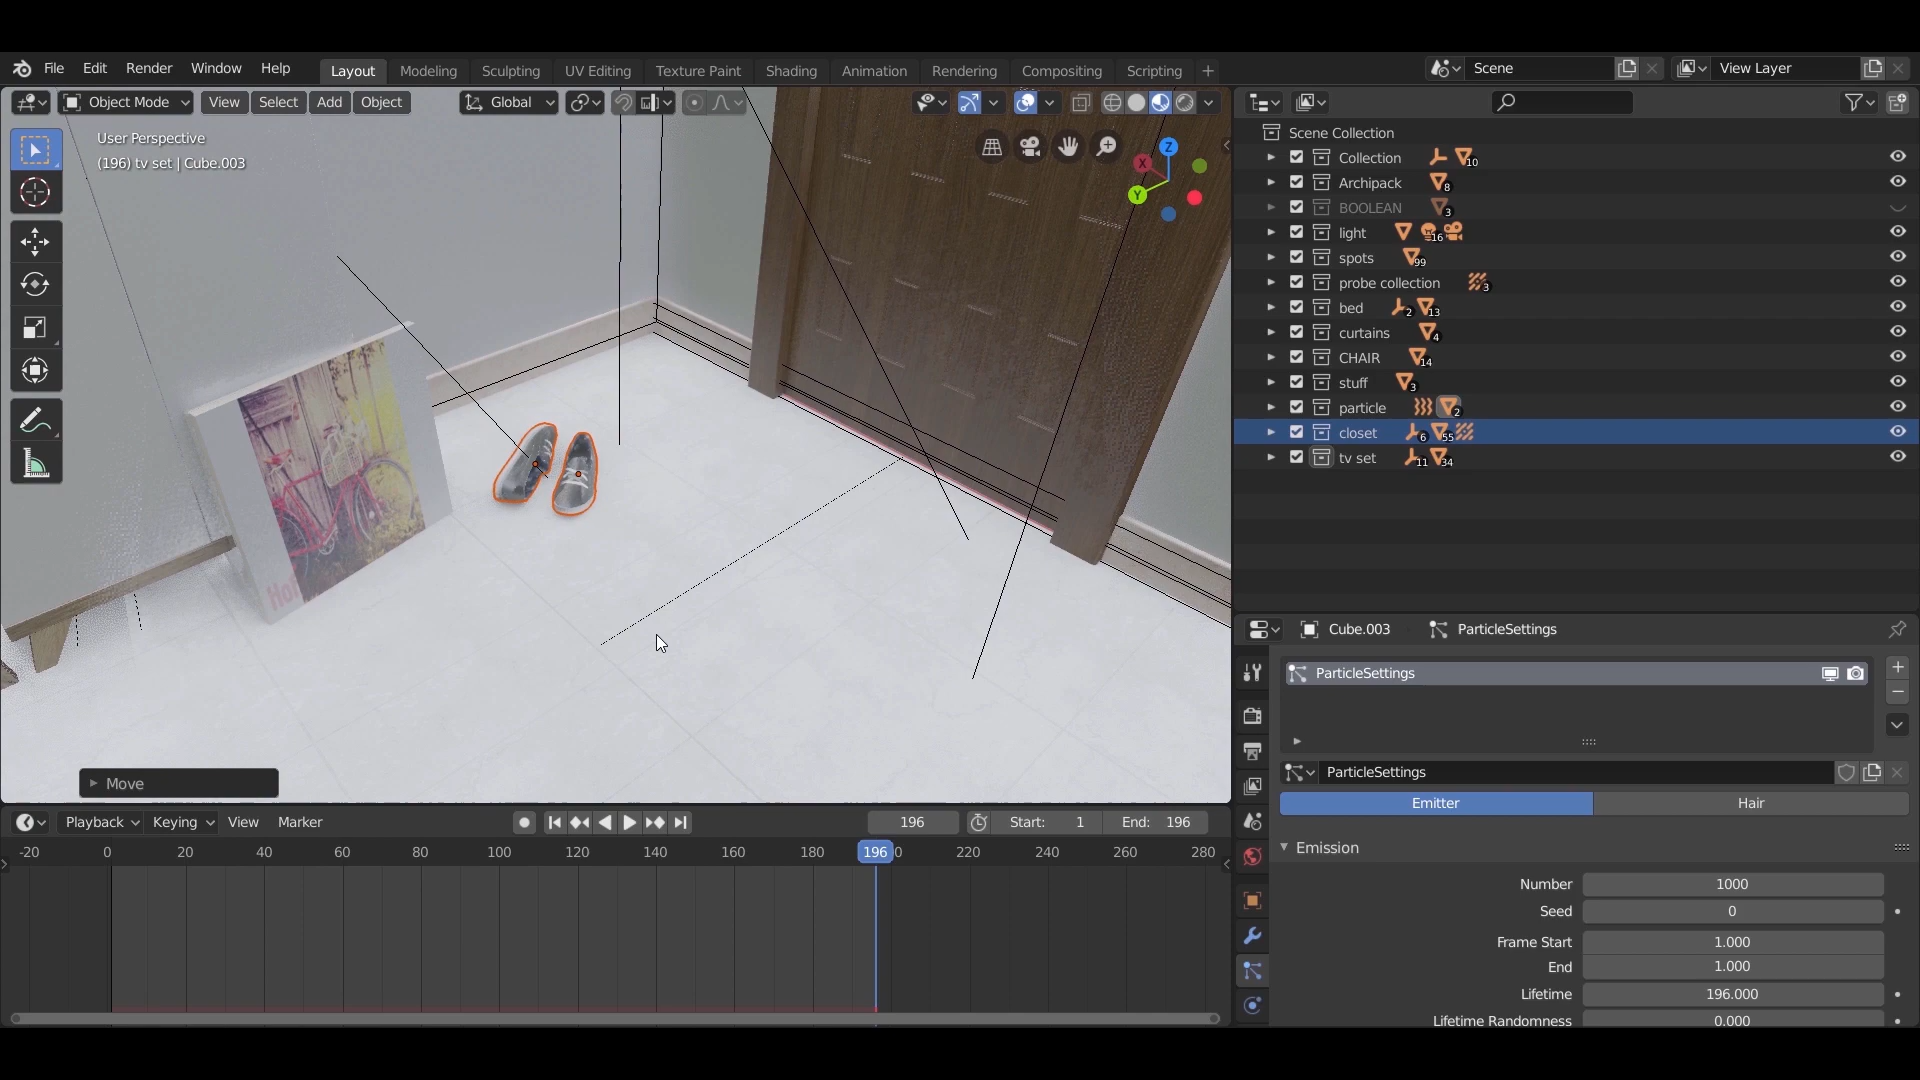 File Edit Render Window Help Layout Modeling Sculpting UV Editing Texture Paint Shading Animation Rendering Compositing Scripting + Scene View Layer
Object Mode View Select Add Object Global
User Perspective
(196) tv set | Cube.003
X Y Z
Hol
Move
Scene Collection
Collection 10
Archipack 8
BOOLEAN 3
light 16
spots 99
probe collection 3
bed 2 13
curtains 4
CHAIR 14
stuff 3
particle 2
closet 6 55
tv set 11 34
Cube.003 ParticleSettings
ParticleSettings
ParticleSettings
Emitter Hair
Emission
Number 1000
Seed 0
Frame Start 1.000
End 1.000
Lifetime 196.000
Lifetime Randomness 0.000
Playback Keying View Marker 196 Start: 1 End: 196
-20 0 20 40 60 80 100 120 140 160 180 196 0 220 240 260 280